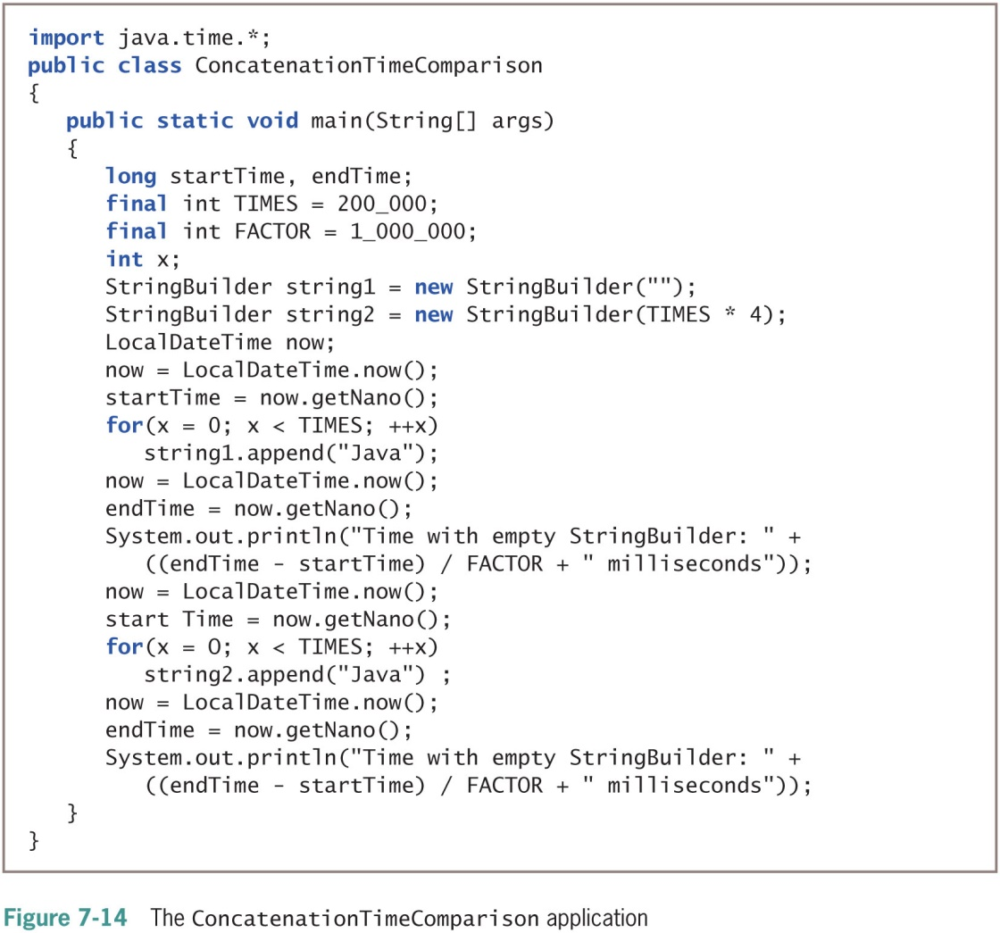 import java.time.*;
public class ConcatenationTimeComparison
{
   public static void main(String[] args)
   {
      long startTime, endTime;
      final int TIMES = 200_000;
      final int FACTOR = 1_000_000;
      int x;
      StringBuilder string1 = new StringBuilder("");
      StringBuilder string2 = new StringBuilder(TIMES * 4);
      LocalDateTime now;
      now = LocalDateTime.now();
      startTime = now.getNano();
      for(x = 0; x < TIMES; ++x)
         string1.append("Java");
      now = LocalDateTime.now();
      endTime = now.getNano();
      System.out.println("Time with empty StringBuilder: " +
         ((endTime - startTime) / FACTOR + " milliseconds"));
      now = LocalDateTime.now();
      start Time = now.getNano();
      for(x = 0; x < TIMES; ++x)
         string2.append("Java") ;
      now = LocalDateTime.now();
      endTime = now.getNano();
      System.out.println("Time with empty StringBuilder: " +
         ((endTime - startTime) / FACTOR + " milliseconds"));
   }
}
Figure 7-14 The ConcatenationTimeComparison application